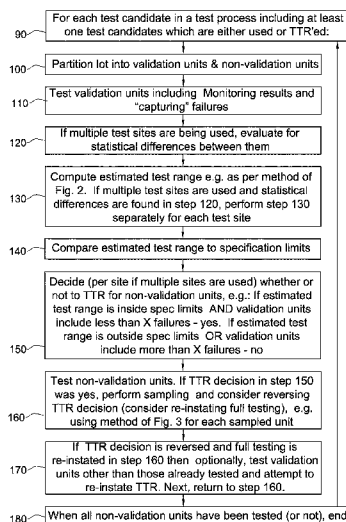 For each test candidate in a test process including at least
one test candidates which are either used or TTR'ed:
90
Partition lot into validation units & non-validation units
100
Test validation units including Monitoring results and
"capturing" failures
110
If multiple test sites are being used, evaluate for
statistical differences between them
120
Compute estimated test range e.g. as per method of
Fig. 2. If multiple test sites are used and statistical
differences are found in step 120, perform step 130
separately for each test site
130
Compare estimated test range to specification limits
140
Decide (per site if multiple sites are used) whether or
not to TTR for non-validation units, e.g.: If estimated
test range is inside spec limits AND validation units
include less than X failures - yes. If estimated test
range is outside spec limits OR validation units
include more than X failures - no
150
Test non-validation units. If TTR decision in step 150
was yes, perform sampling and consider reversing
TTR decision (consider re-instating full testing), e.g.
using method of Fig. 3 for each sampled unit
160
If TTR decision is reversed and full testing is
re-instated in step 160 then optionally, test validation
units other than those already tested and attempt to
re-instate TTR. Next, return to step 160.
170
When all non-validation units have been tested (or not), end
180